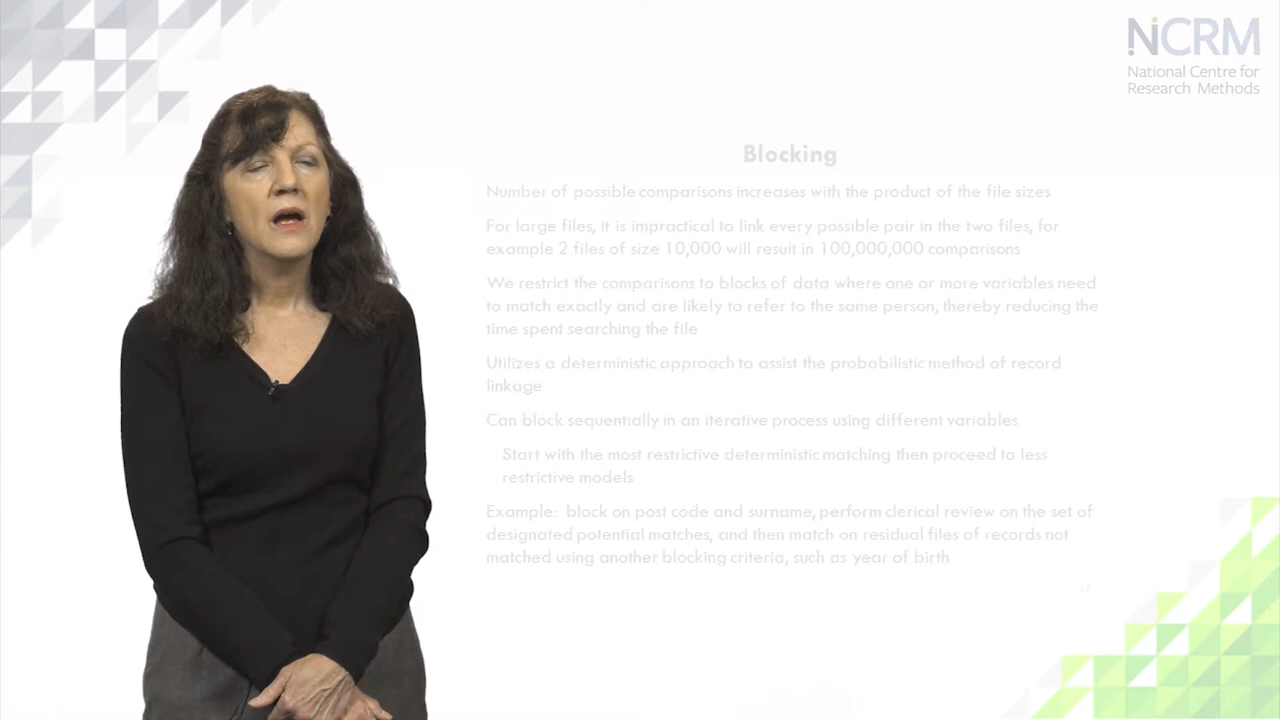 NCRM
National Centre for
Research Methods
Blocking
Number of possible comparisons increases with the product of the file sizes
For large files, it is impractical to link every possible pair in the two files, for
example 2 files of size 10,000 will result in 100,000,000 comparisons
We restrict the comparisons to blocks of data where one or more variables need
to match exactly and are likely to refer to the same person, thereby reducing the
time spent searching the file
Utilizes a deterministic approach to assist the probabilistic method of record
linkage
Can block sequentially in an iterative process using different variables
Start with the most restrictive deterministic matching then proceed to less
restrictive models
Example: block on post code and surname, perform clerical review on the set of
designated potential matches, and then match on residual files of records not
matched using another blocking criteria, such as year of birth